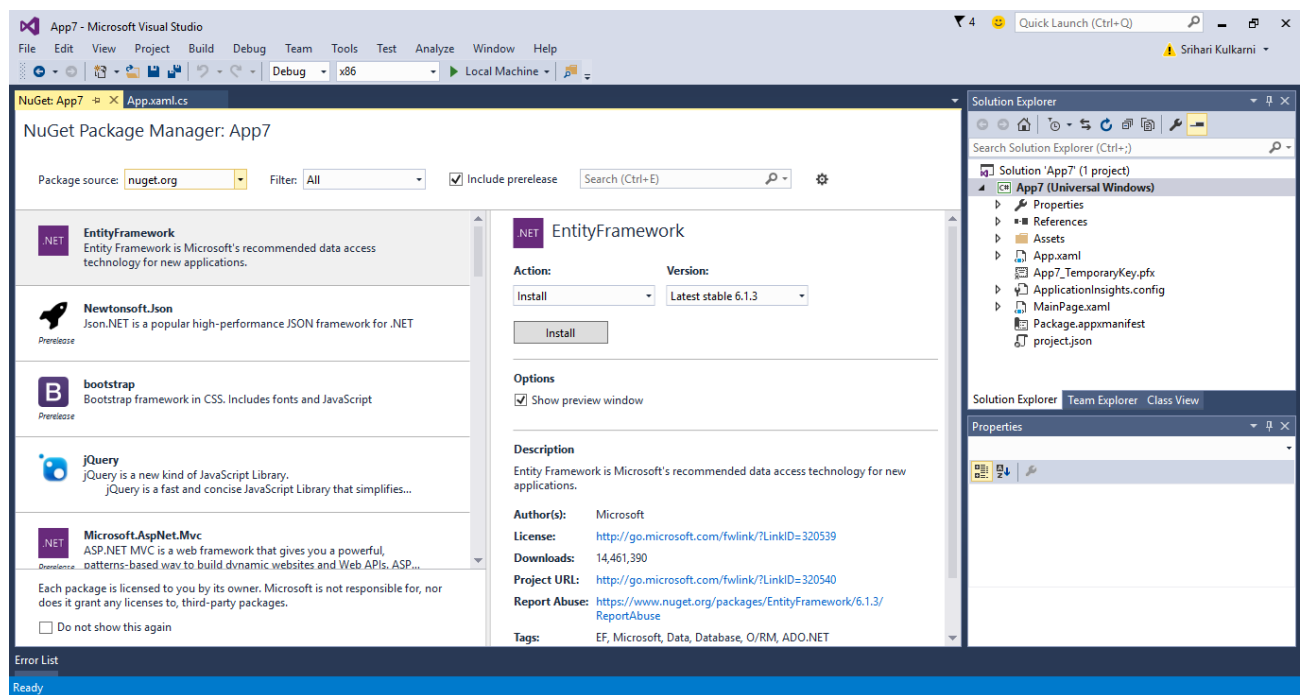 App7 - Microsoft Visual Studio
4
Quick Launch (Ctrl+Q)
File Edit View Project Build Debug Team Tools Test Analyze Window Help
Srihari Kulkarni
Debug x86 Local Machine
NuGet: App7
App.xaml.cs
NuGet Package Manager: App7
Package source: nuget.org Filter: All Include prerelease Search (Ctrl+E)
.NET
EntityFramework
Entity Framework is Microsoft's recommended data access
technology for new applications.
Newtonsoft.Json
Json.NET is a popular high-performance JSON framework for .NET
Prerelease
B
bootstrap
Bootstrap framework in CSS. Includes fonts and JavaScript
Prerelease
jQuery
jQuery is a new kind of JavaScript Library.
jQuery is a fast and concise JavaScript Library that simplifies...
.NET
Microsoft.AspNet.Mvc
ASP.NET MVC is a web framework that gives you a powerful,
Prerelease patterns-based way to build dynamic websites and Web APIs. ASP...
Each package is licensed to you by its owner. Microsoft is not responsible for, nor
does it grant any licenses to, third-party packages.
Do not show this again
.NET EntityFramework
Action: Version:
Install Latest stable 6.1.3
Install
Options
Show preview window
Description
Entity Framework is Microsoft's recommended data access technology for new
applications.
Author(s): Microsoft
License: http://go.microsoft.com/fwlink/?LinkID=320539
Downloads: 14,461,390
Project URL: http://go.microsoft.com/fwlink/?LinkID=320540
Report Abuse: https://www.nuget.org/packages/EntityFramework/6.1.3/
ReportAbuse
Tags: EF, Microsoft, Data, Database, O/RM, ADO.NET
Solution Explorer
Search Solution Explorer (Ctrl+;)
Solution 'App7' (1 project)
C# App7 (Universal Windows)
Properties
References
Assets
App.xaml
App7_TemporaryKey.pfx
ApplicationInsights.config
MainPage.xaml
Package.appxmanifest
project.json
Solution Explorer Team Explorer Class View
Properties
Error List
Ready